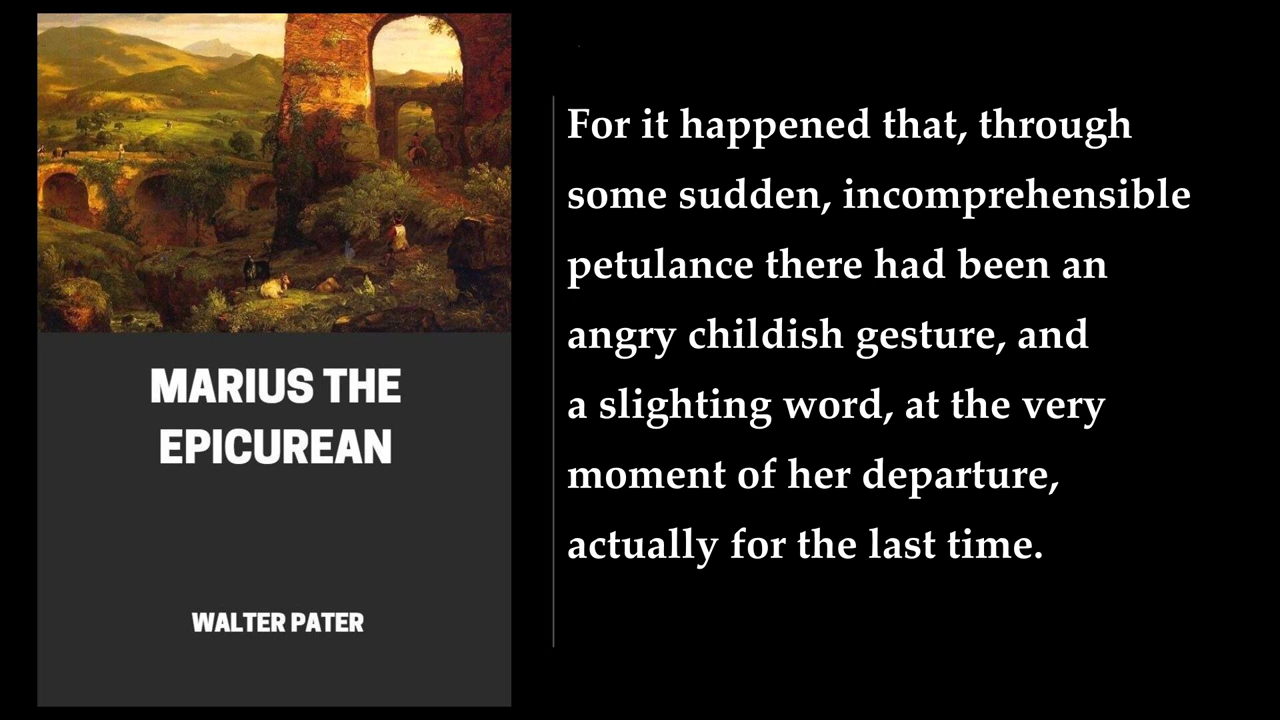 MARIUS THE
EPICUREAN
WALTER PATER
For it happened that, through
some sudden, incomprehensible
petulance there had been an
angry childish gesture, and
a slighting word, at the very
moment of her departure,
actually for the last time.